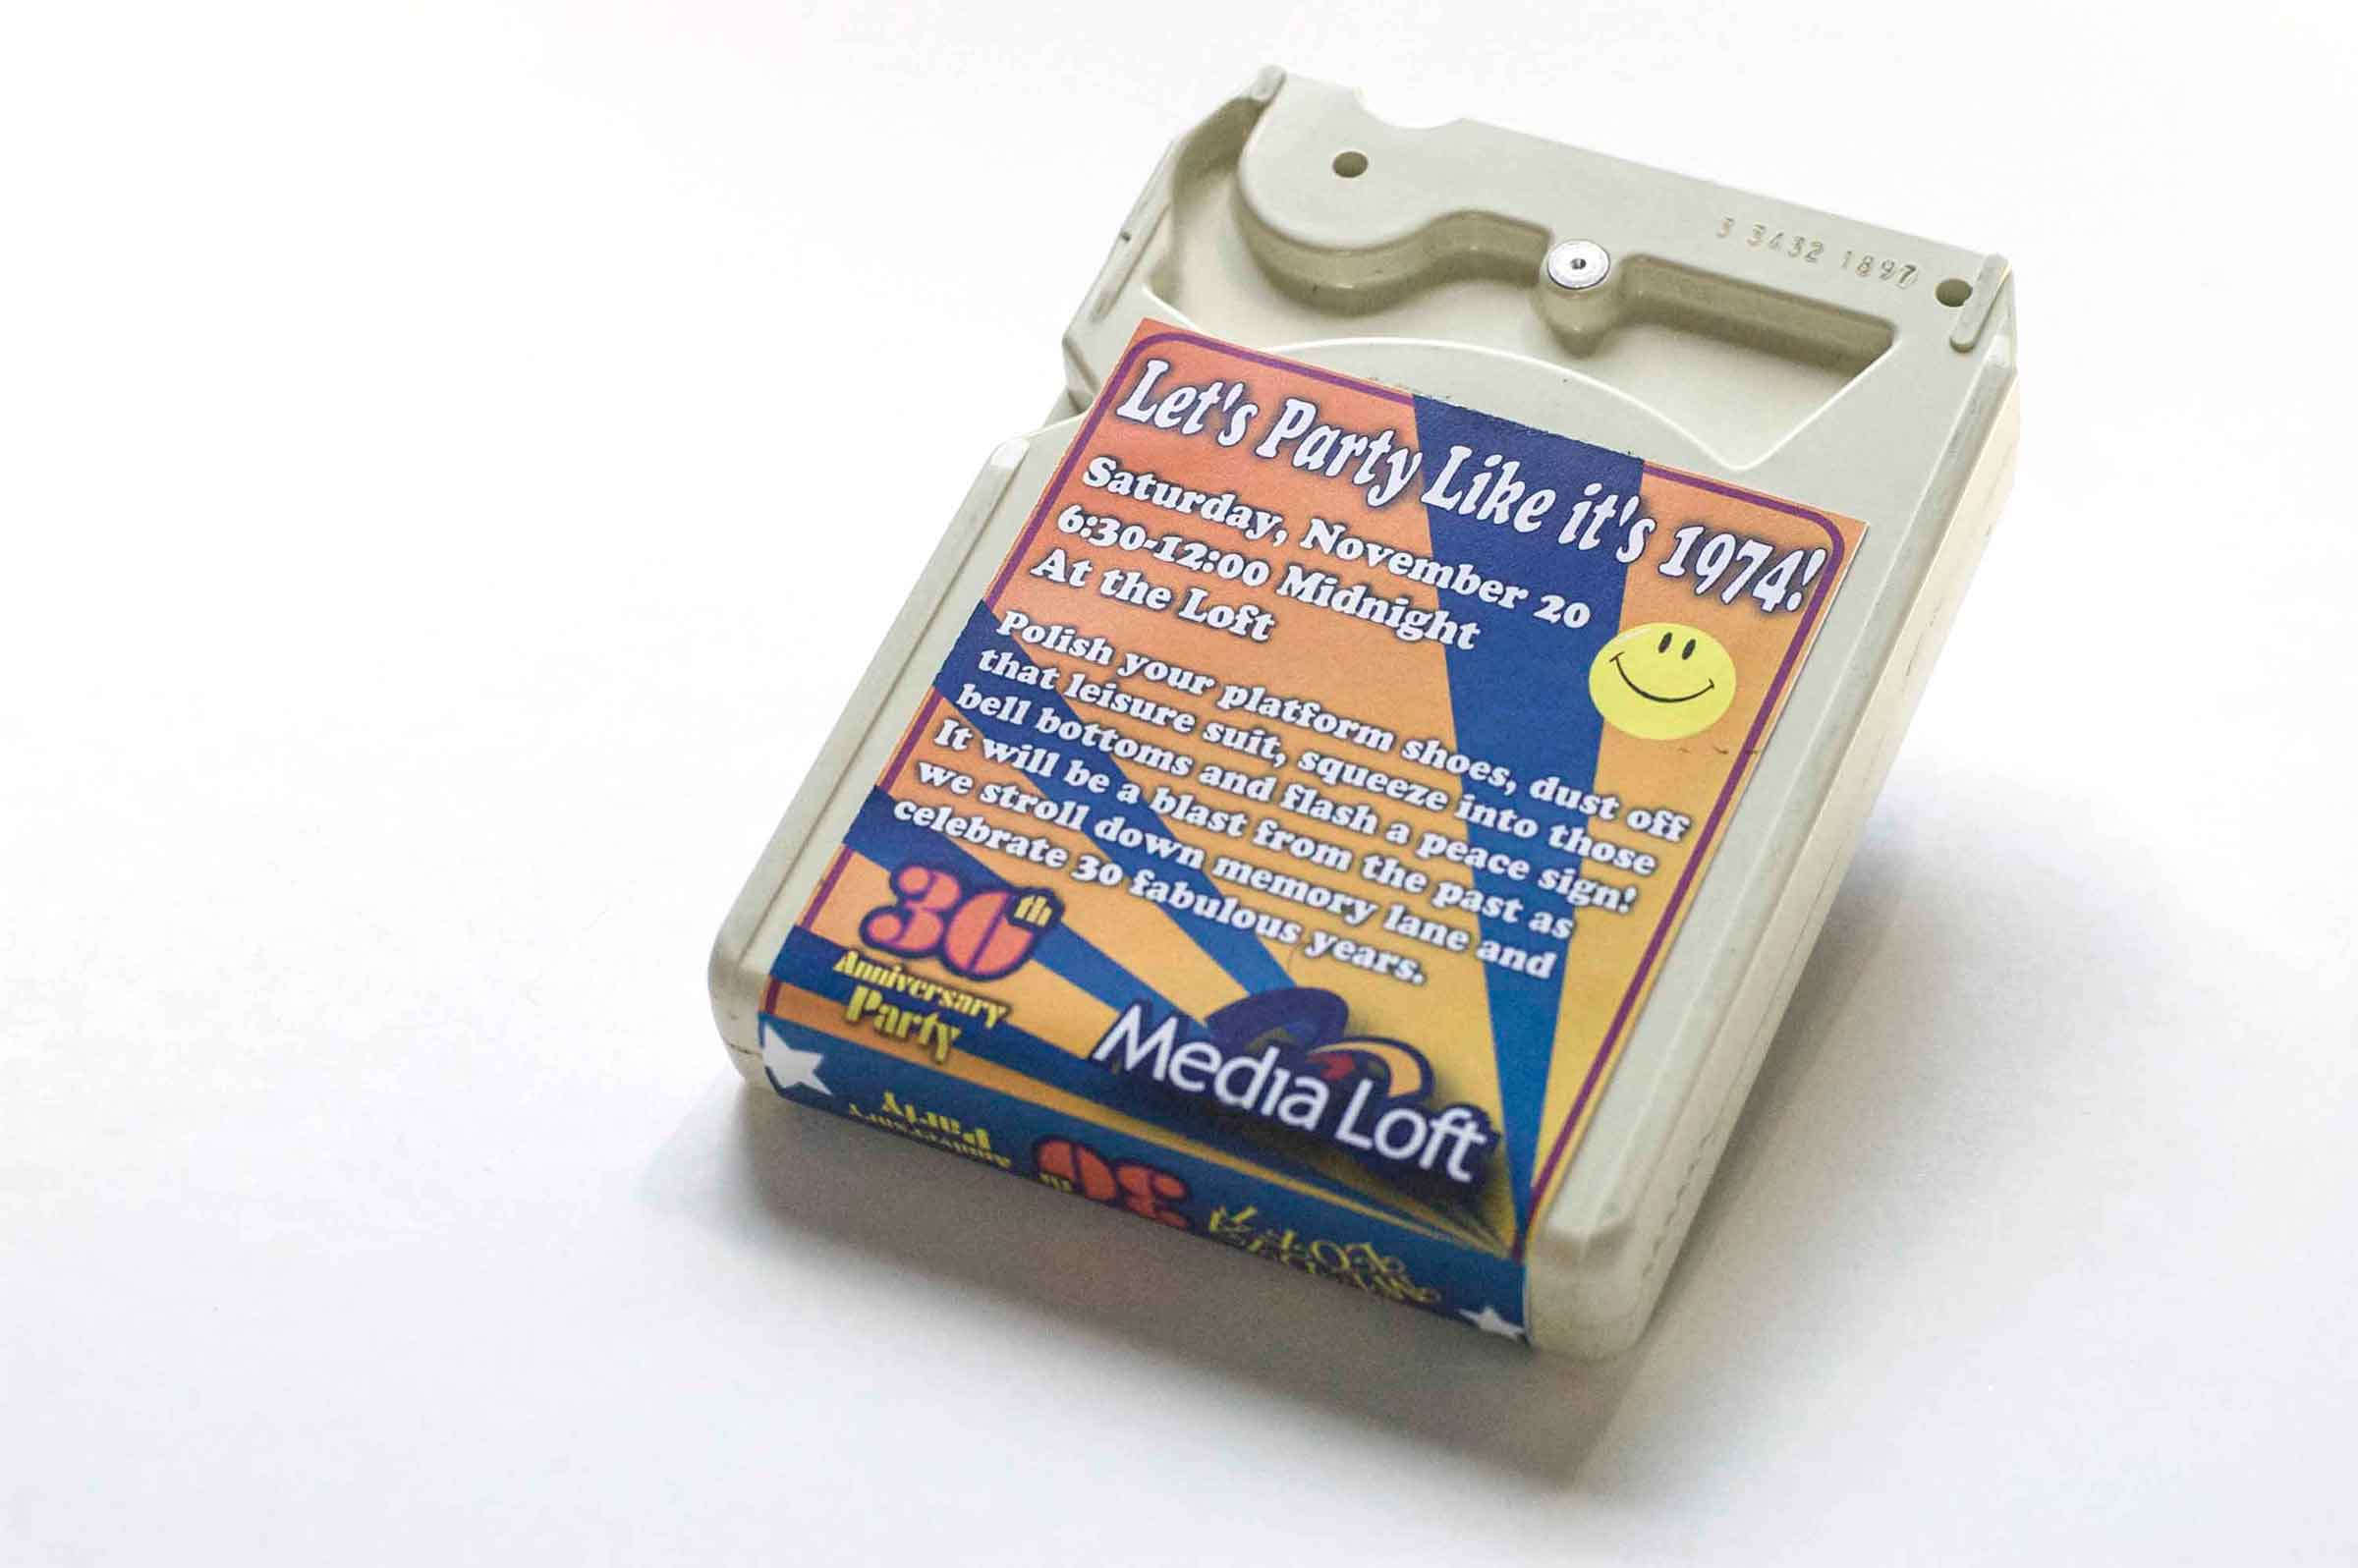 3 3432 1897
Let's Party Like it's 1974!
Saturday, November 20
6:30-12:00 Midnight
At the Loft
Polish your platform shoes, dust off
that leisure suit, squeeze into those
bell bottoms and flash a peace sign!
It will be a blast from the past as
we stroll down memory lane and
celebrate 30 fabulous years.
30th
Anniversary
Party
Media Loft
30th
Anniversary
Party